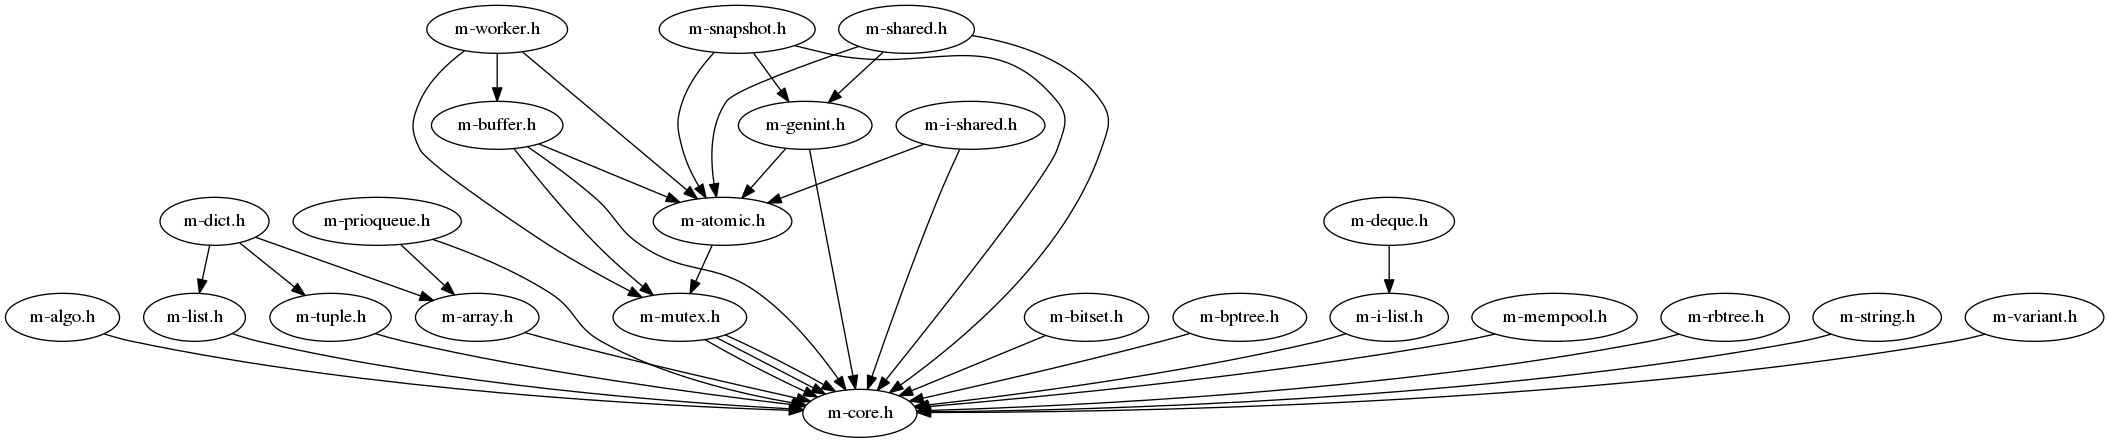 m-worker.h
m-snapshot.h
m-shared.h
m-buffer.h
m-genint.h
m-i-shared.h
m-dict.h
m-prioqueue.h
m-atomic.h
m-deque.h
m-algo.h
m-list.h
m-tuple.h
m-array.h
m-mutex.h
m-bitset.h
m-bptree.h
m-i-list.h
m-mempool.h
m-rbtree.h
m-string.h
m-variant.h
m-core.h